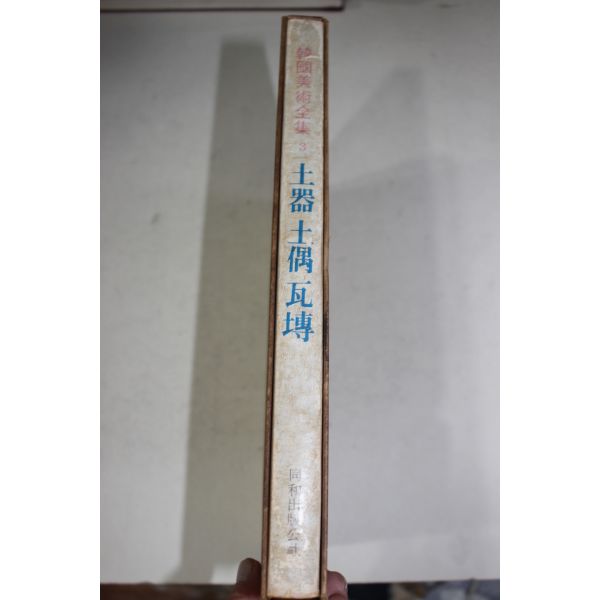 韓國美術全集 3
土器 土偶 瓦塼
同和出版公社